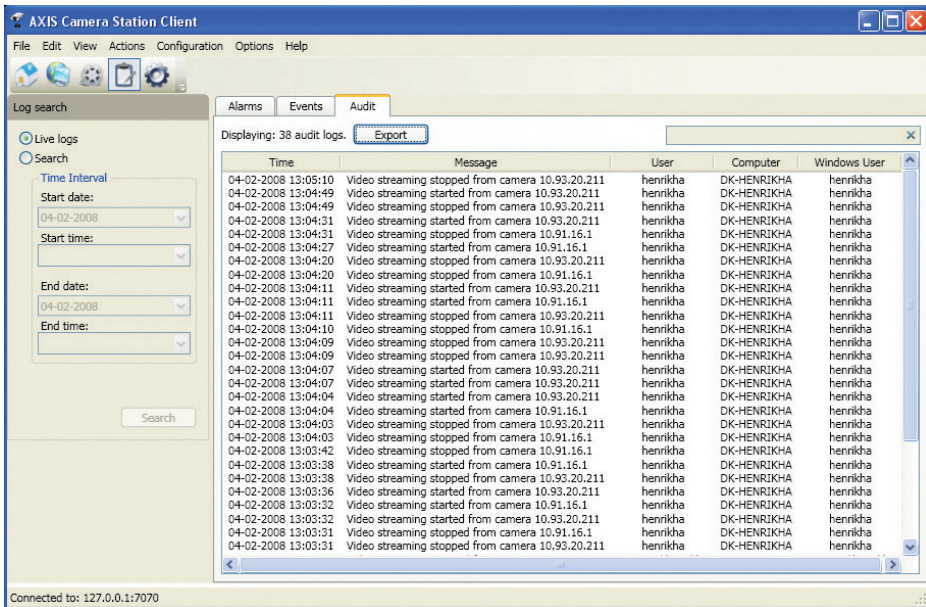 AXIS Camera Station Client
File Edit View Actions Configuration Options Help
Log search
Live logs
Search
Time Interval
Start date:
04-02-2008
Start time:
End date:
04-02-2008
End time:
Search
Alarms Events Audit
Displaying: 38 audit logs. Export
Time Message User Computer Windows User
04-02-2008 13:05:10 Video streaming stopped from camera 10.93.20.211 henrikha DK-HENRIKHA henrikha
04-02-2008 13:04:49 Video streaming started from camera 10.93.20.211 henrikha DK-HENRIKHA henrikha
04-02-2008 13:04:49 Video streaming stopped from camera 10.93.20.211 henrikha DK-HENRIKHA henrikha
04-02-2008 13:04:31 Video streaming started from camera 10.93.20.211 henrikha DK-HENRIKHA henrikha
04-02-2008 13:04:31 Video streaming stopped from camera 10.91.16.1 henrikha DK-HENRIKHA henrikha
04-02-2008 13:04:27 Video streaming started from camera 10.91.16.1 henrikha DK-HENRIKHA henrikha
04-02-2008 13:04:20 Video streaming stopped from camera 10.93.20.211 henrikha DK-HENRIKHA henrikha
04-02-2008 13:04:20 Video streaming stopped from camera 10.91.16.1 henrikha DK-HENRIKHA henrikha
04-02-2008 13:04:11 Video streaming started from camera 10.93.20.211 henrikha DK-HENRIKHA henrikha
04-02-2008 13:04:11 Video streaming started from camera 10.91.16.1 henrikha DK-HENRIKHA henrikha
04-02-2008 13:04:11 Video streaming stopped from camera 10.93.20.211 henrikha DK-HENRIKHA henrikha
04-02-2008 13:04:10 Video streaming stopped from camera 10.91.16.1 henrikha DK-HENRIKHA henrikha
04-02-2008 13:04:09 Video streaming started from camera 10.93.20.211 henrikha DK-HENRIKHA henrikha
04-02-2008 13:04:09 Video streaming stopped from camera 10.93.20.211 henrikha DK-HENRIKHA henrikha
04-02-2008 13:04:07 Video streaming started from camera 10.93.20.211 henrikha DK-HENRIKHA henrikha
04-02-2008 13:04:07 Video streaming stopped from camera 10.93.20.211 henrikha DK-HENRIKHA henrikha
04-02-2008 13:04:04 Video streaming started from camera 10.93.20.211 henrikha DK-HENRIKHA henrikha
04-02-2008 13:04:04 Video streaming started from camera 10.91.16.1 henrikha DK-HENRIKHA henrikha
04-02-2008 13:04:03 Video streaming stopped from camera 10.93.20.211 henrikha DK-HENRIKHA henrikha
04-02-2008 13:04:03 Video streaming stopped from camera 10.91.16.1 henrikha DK-HENRIKHA henrikha
04-02-2008 13:03:42 Video streaming stopped from camera 10.91.16.1 henrikha DK-HENRIKHA henrikha
04-02-2008 13:03:38 Video streaming started from camera 10.91.16.1 henrikha DK-HENRIKHA henrikha
04-02-2008 13:03:38 Video streaming stopped from camera 10.93.20.211 henrikha DK-HENRIKHA henrikha
04-02-2008 13:03:36 Video streaming started from camera 10.93.20.211 henrikha DK-HENRIKHA henrikha
04-02-2008 13:03:32 Video streaming started from camera 10.91.16.1 henrikha DK-HENRIKHA henrikha
04-02-2008 13:03:32 Video streaming started from camera 10.93.20.211 henrikha DK-HENRIKHA henrikha
04-02-2008 13:03:31 Video streaming stopped from camera 10.91.16.1 henrikha DK-HENRIKHA henrikha
04-02-2008 13:03:31 Video streaming stopped from camera 10.93.20.211 henrikha DK-HENRIKHA henrikha
Connected to: 127.0.0.1:7070